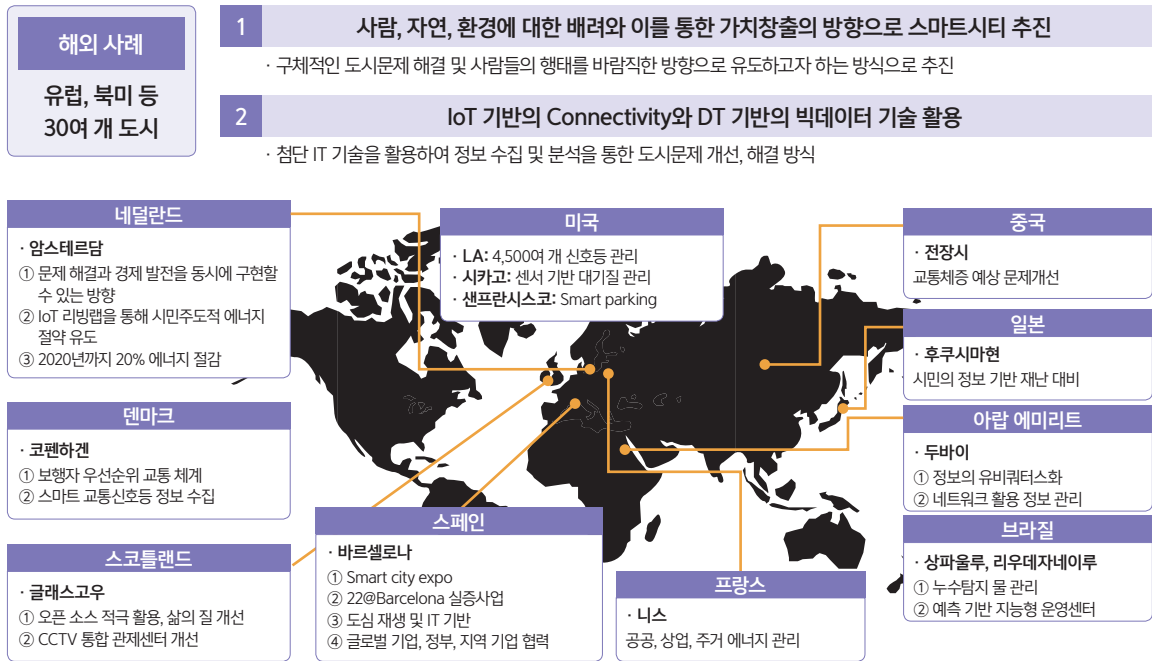 해외 사례
유럽, 북미 등
30여 개 도시
1
사람, 자연, 환경에 대한 배려와 이를 통한 가치창출의 방향으로 스마트시티 추진
· 구체적인 도시문제 해결 및 사람들의 행태를 바람직한 방향으로 유도하고자 하는 방식으로 추진
2
IoT 기반의 Connectivity와 DT 기반의 빅데이터 기술 활용
· 첨단 IT 기술을 활용하여 정보 수집 및 분석을 통한 도시문제 개선, 해결 방식
네덜란드
· 암스테르담
① 문제 해결과 경제 발전을 동시에 구현할
수 있는 방향
② IoT 리빙랩을 통해 시민주도적 에너지
절약 유도
③ 2020년까지 20% 에너지 절감
미국
· LA: 4,500여 개 신호등 관리
· 시카고: 센서 기반 대기질 관리
· 샌프란시스코: Smart parking
중국
· 전장시
교통체증 예상 문제개선
일본
· 후쿠시마현
시민의 정보 기반 재난 대비
덴마크
· 코펜하겐
① 보행자 우선순위 교통 체계
② 스마트 교통신호등 정보 수집
아랍 에미리트
· 두바이
① 정보의 유비쿼터스화
② 네트워크 활용 정보 관리
스코틀랜드
· 글래스고우
① 오픈 소스 적극 활용, 삶의 질 개선
② CCTV 통합 관제센터 개선
스페인
· 바르셀로나
① Smart city expo
② 22@Barcelona 실증사업
③ 도심 재생 및 IT 기반
④ 글로벌 기업, 정부, 지역 기업 협력
프랑스
· 니스
공공, 상업, 주거 에너지 관리
브라질
· 상파울루, 리우데자네이루
① 누수탐지 물 관리
② 예측 기반 지능형 운영센터